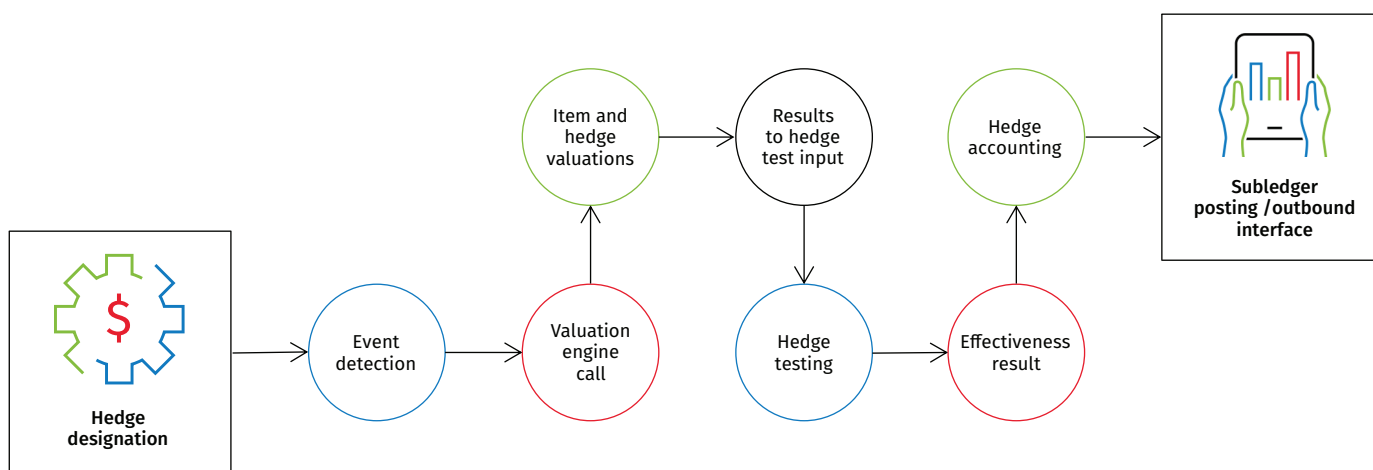 Hedge
designation
Event
detection
Valuation
engine
call
Item and
hedge
valuations
Results
to hedge
test input
Hedge
testing
Effectiveness
result
Hedge
accounting
Subledger
posting /outbound
interface
$